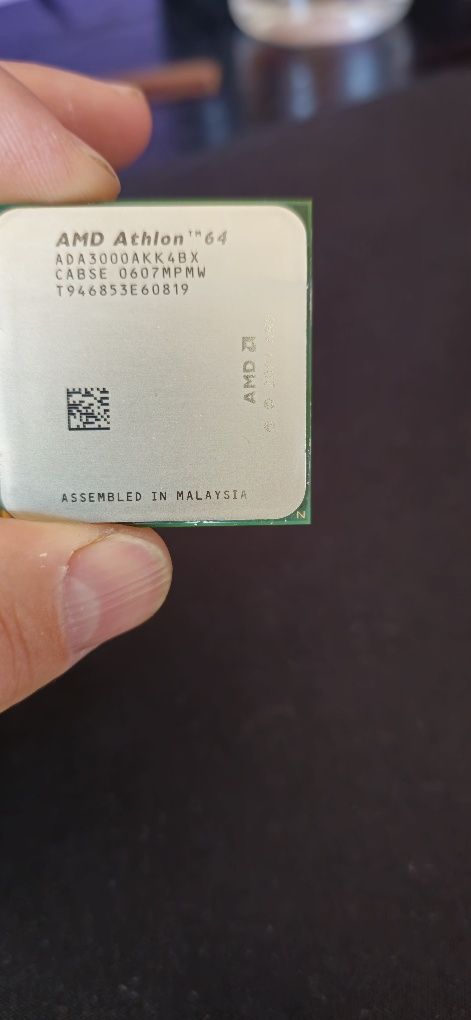 AMD Athlon™64
ADA3000AKK4BX
CABSE 0607MPMW
T946853E60819
AMD
ASSEMBLED IN MALAYSIA
N